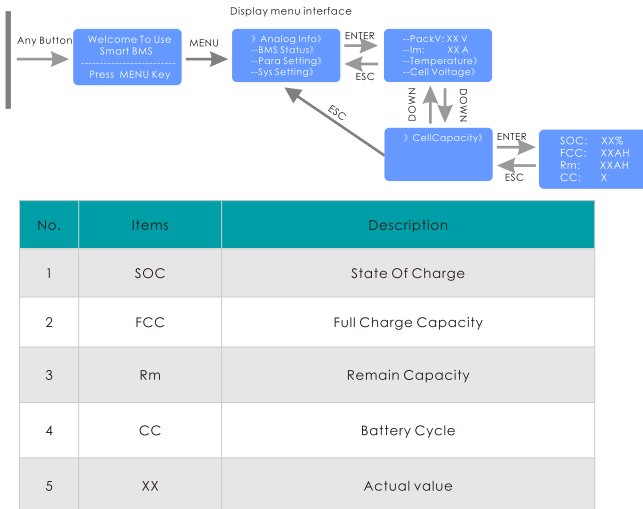 Display menu interface
Any Button
Welcome To Use
Smart BMS
--------------------
Press MENU Key
MENU
》Analog Info》
--BMS Status》
--Para Setting》
--Sys Setting》
ENTER
ESC
--PackV: XX V
--Im: XX A
--Temperature》
--Cell Voltage》
DOWN
DOWN
ESC
》CellCapacity》
ENTER
ESC
SOC: XX%
FCC: XXAH
Rm: XXAH
CC: X
No. Items Description
1 SOC State Of Charge
2 FCC Full Charge Capacity
3 Rm Remain Capacity
4 CC Battery Cycle
5 XX Actual value